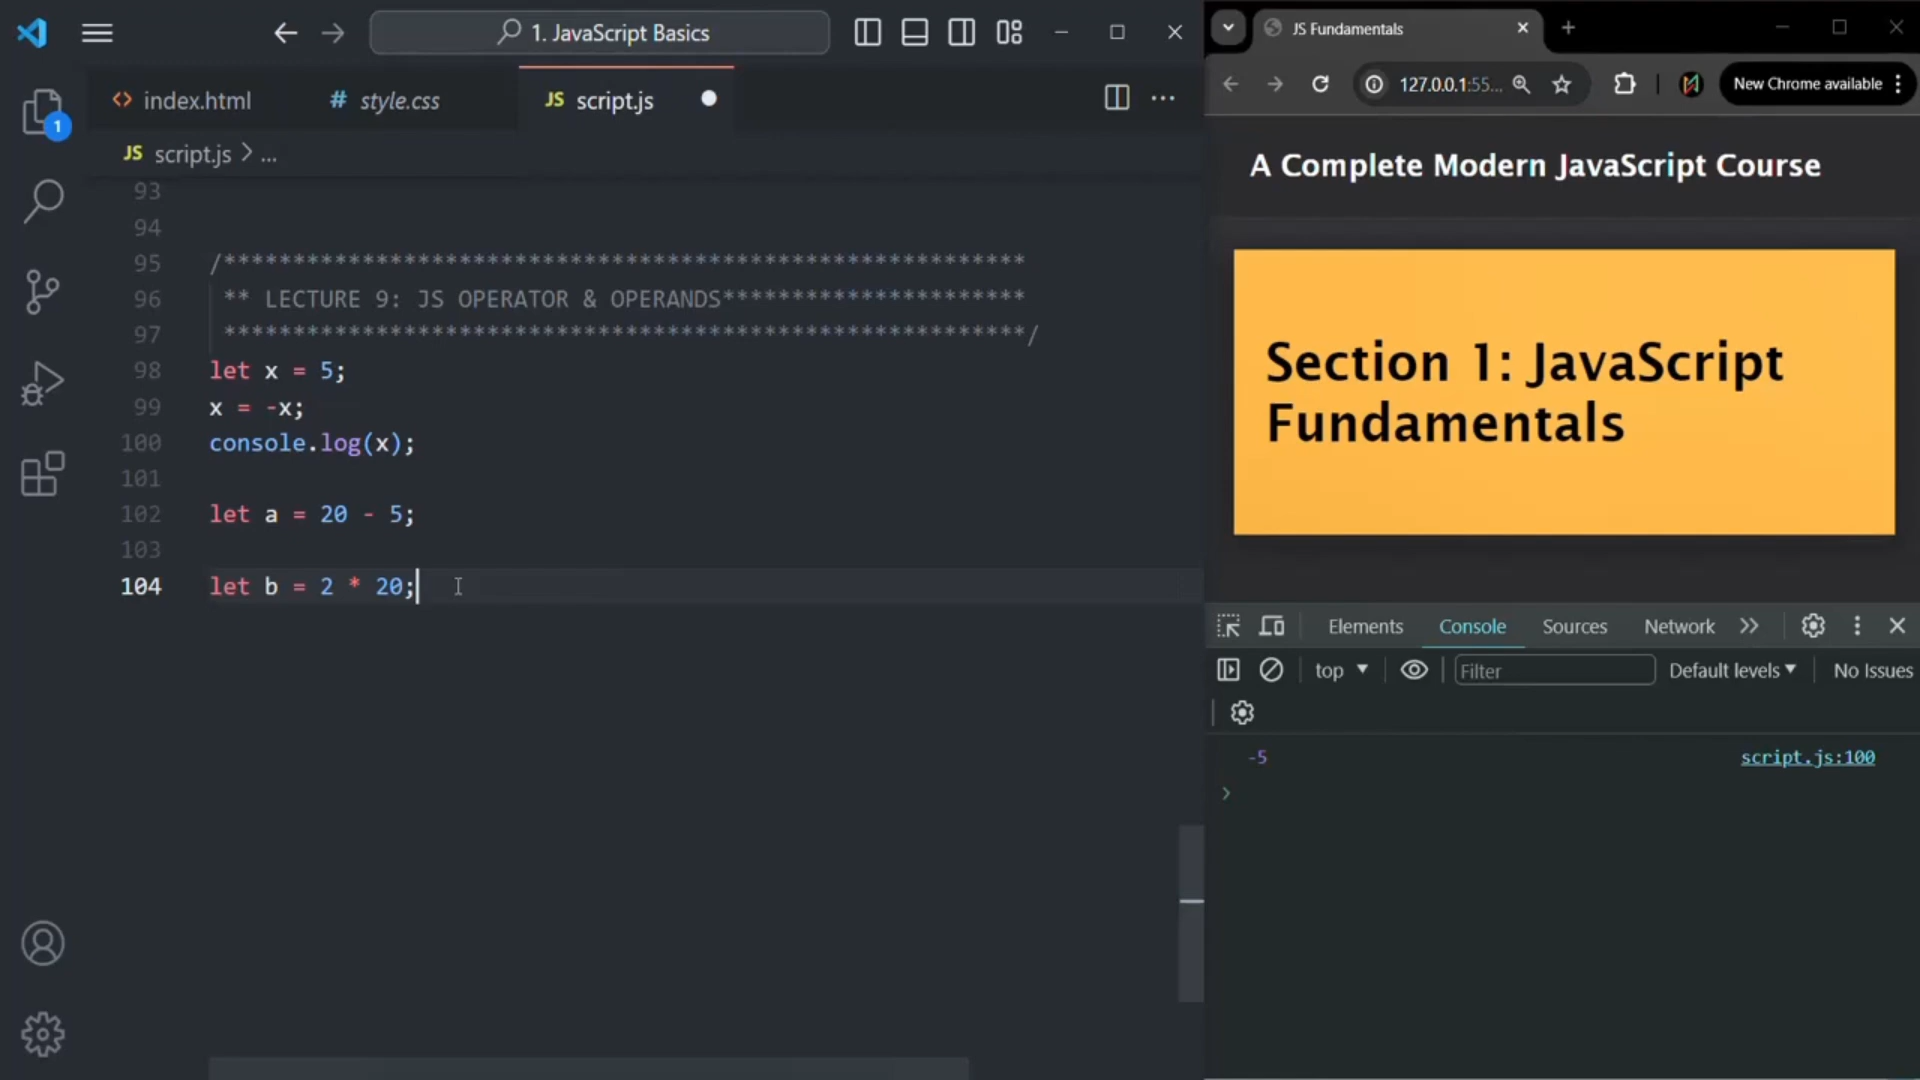 1. JavaScript Basics
index.html
# style.css
JS script.js
JS script.js > ...
93
94
95 /**********************************************************
96 ** LECTURE 9: JS OPERATOR & OPERANDS**********************
97 **********************************************************/
98 let x = 5;
99 x = -x;
100 console.log(x);
101
102 let a = 20 - 5;
103
104 let b = 2 * 20;
1
JS Fundamentals
127.0.0.1:55...
New Chrome available
A Complete Modern JavaScript Course
Section 1: JavaScript
Fundamentals
Elements Console Sources Network
top Filter Default levels No Issues
-5 script.js:100